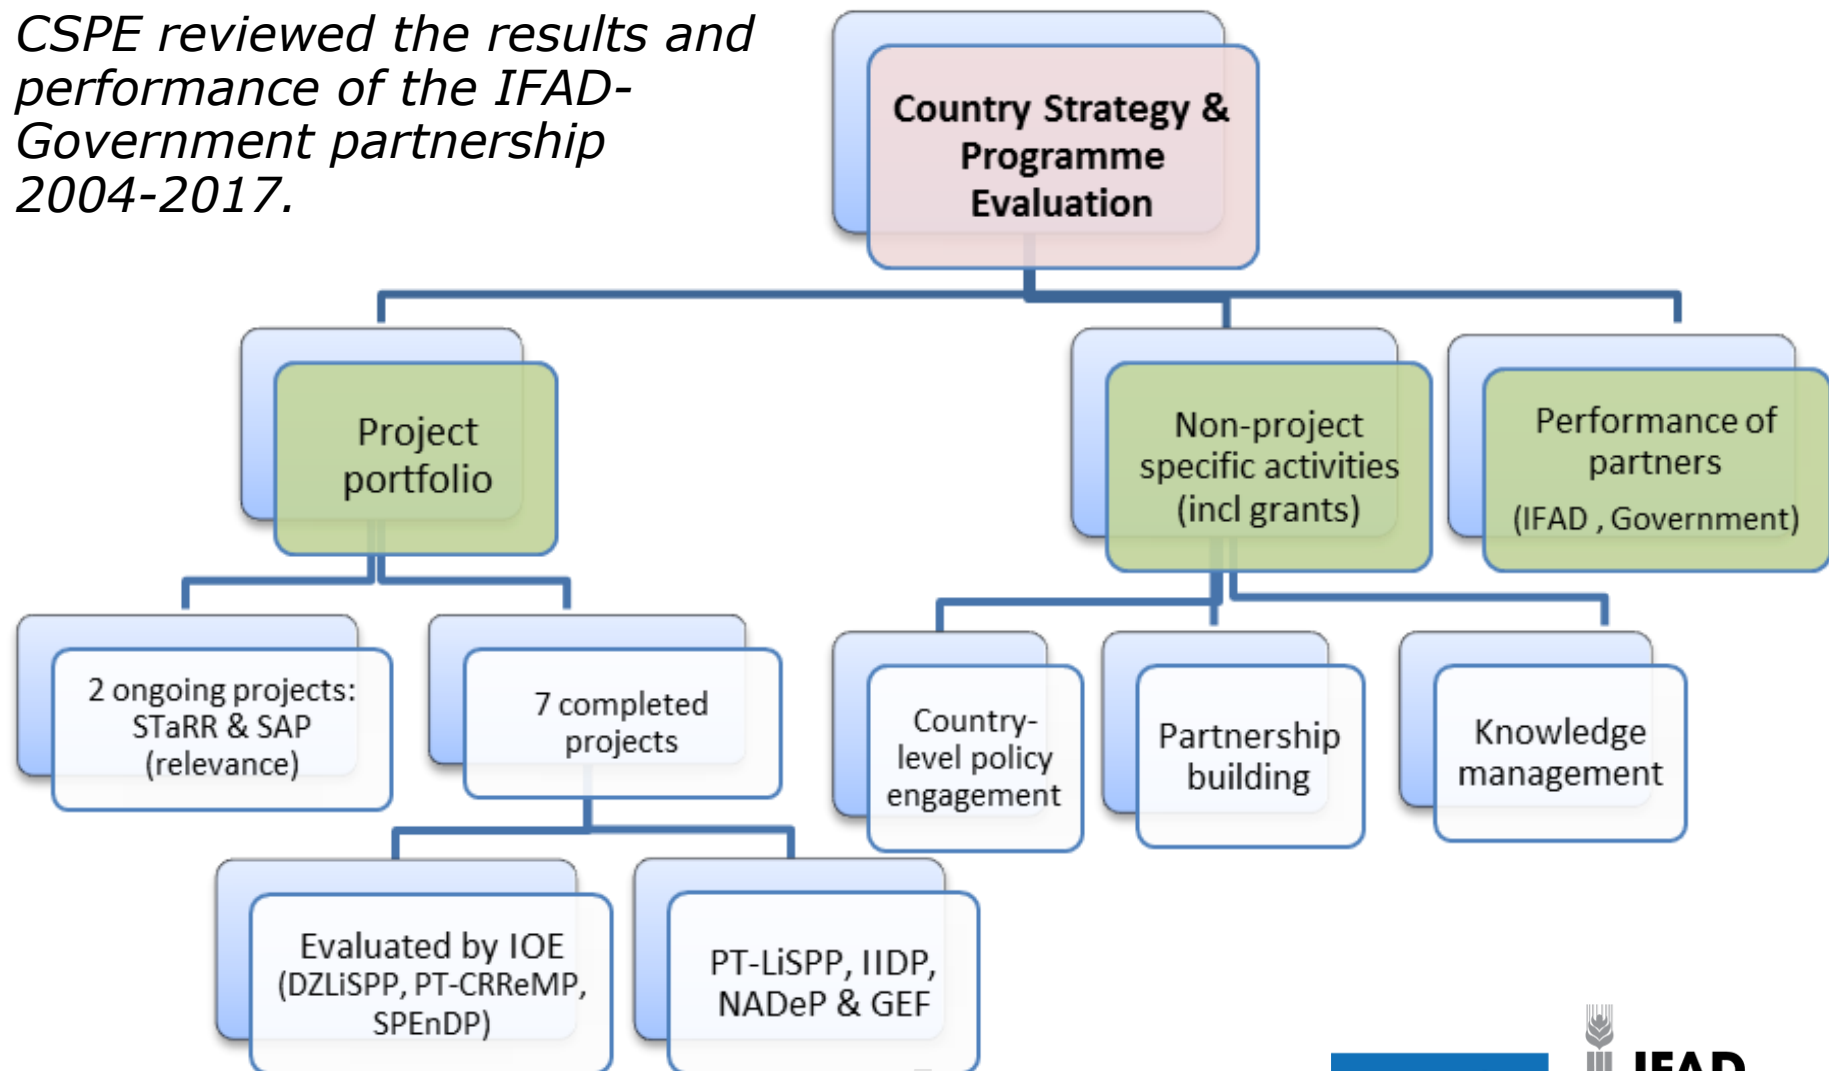 CSPE reviewed the results and
performance of the IFAD-
Government partnership
2004-2017.
Country Strategy &
Programme
Evaluation
Project
portfolio
Non-project
specific activities
(incl grants)
Performance of
partners
(IFAD , Government)
2 ongoing projects:
STaRR & SAP
(relevance)
7 completed
projects
Country-
level policy
engagement
Partnership
building
Knowledge
management
Evaluated by IOE
(DZLiSPP, PT-CRReMP,
SPEnDP)
PT-LiSPP, IIDP,
NADeP & GEF
IFAD